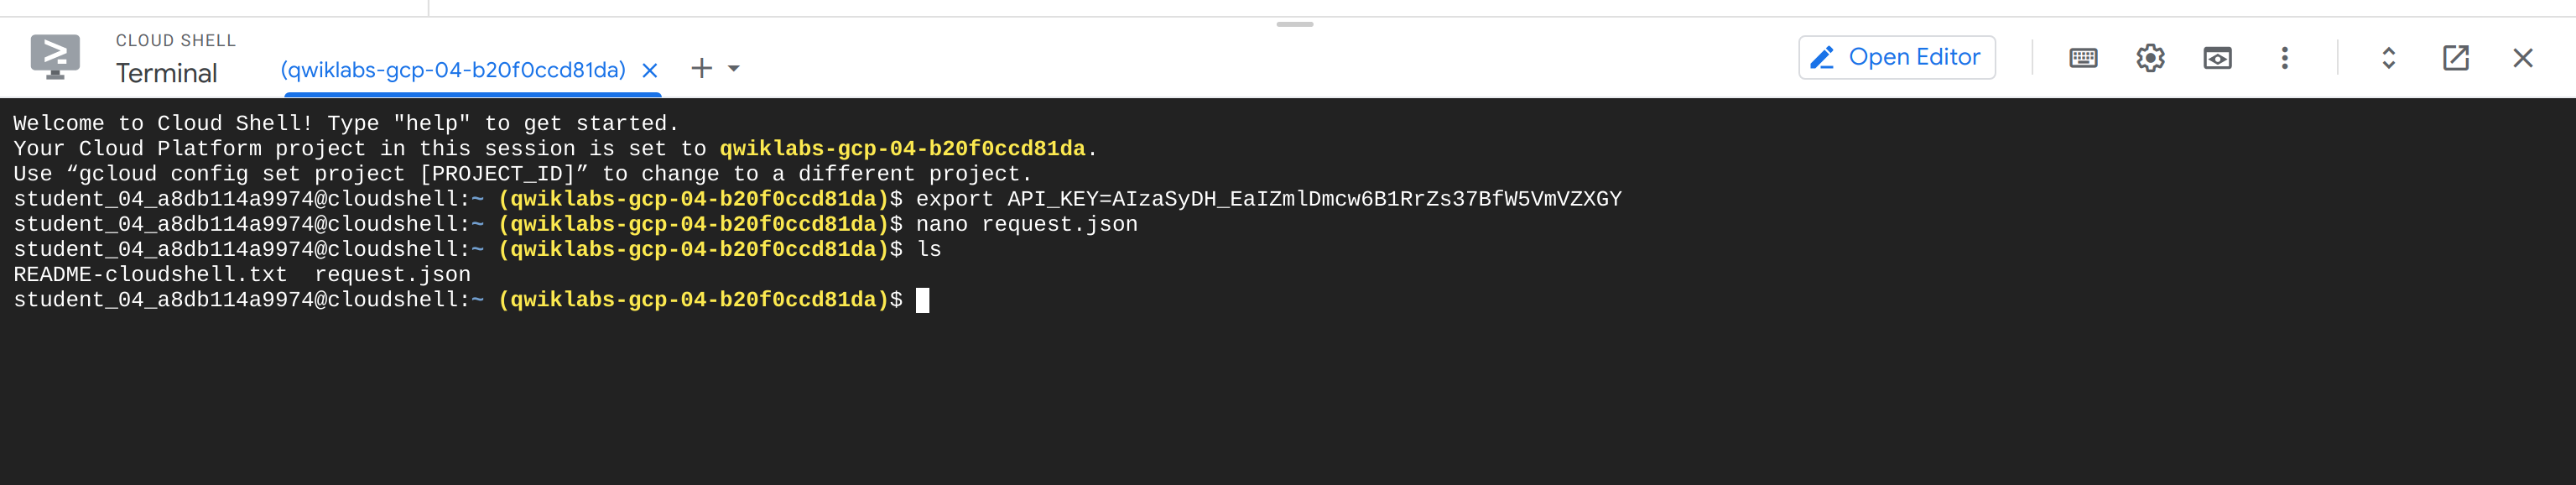 CLOUD SHELL
Terminal
(qwiklabs-gcp-04-b20f0ccd81da)
Open Editor
Welcome to Cloud Shell! Type "help" to get started.
Your Cloud Platform project in this session is set to qwiklabs-gcp-04-b20f0ccd81da.
Use “gcloud config set project [PROJECT_ID]” to change to a different project.
student_04_a8db114a9974@cloudshell:~ (qwiklabs-gcp-04-b20f0ccd81da)$ export API_KEY=AIzaSyDH_EaIZmlDmcw6B1RrZs37BfW5VmVZXGY
student_04_a8db114a9974@cloudshell:~ (qwiklabs-gcp-04-b20f0ccd81da)$ nano request.json
student_04_a8db114a9974@cloudshell:~ (qwiklabs-gcp-04-b20f0ccd81da)$ ls
README-cloudshell.txt  request.json
student_04_a8db114a9974@cloudshell:~ (qwiklabs-gcp-04-b20f0ccd81da)$